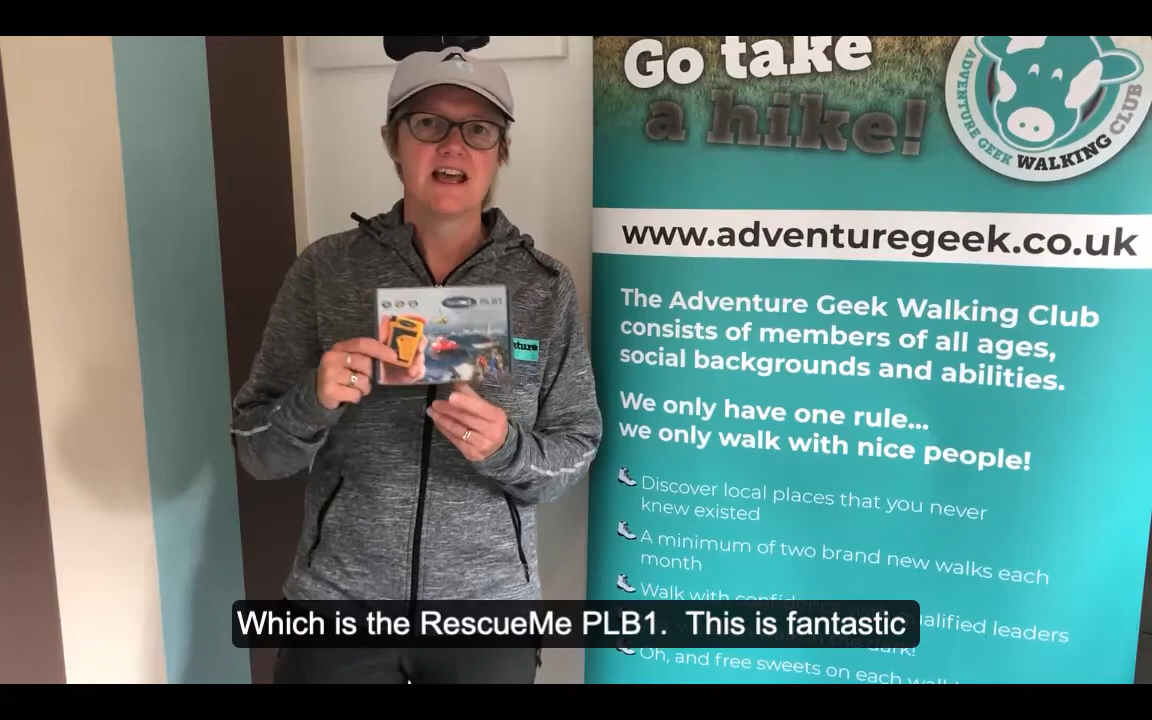 Go take
a hike!
ADVENTURE GEEK WALKING CLUB
www.adventuregeek.co.uk
PLB1
The Adventure Geek Walking Club
consists of members of all ages,
social backgrounds and abilities.
We only have one rule...
we only walk with nice people!
Discover local places that you never
knew existed
A minimum of two brand new walks each
month
Walk with confidence
qualified leaders
dark!
Oh, and free sweets on each
Which is the RescueMe PLB1. This is fantastic